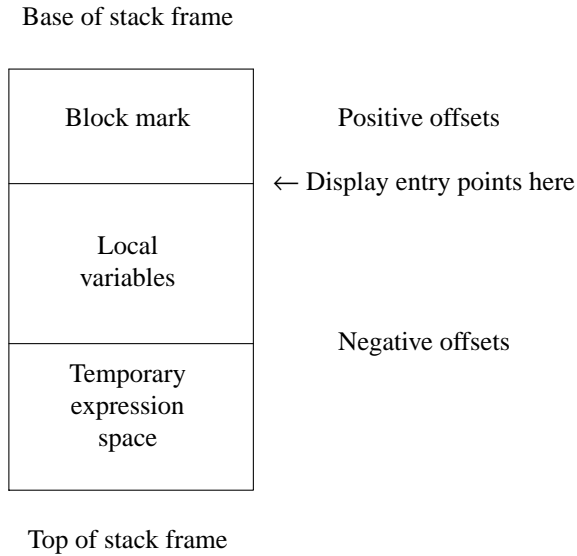 Base of stack frame
Block mark
Positive offsets
← Display entry points here
Local
variables
Negative offsets
Temporary
expression
space
Top of stack frame